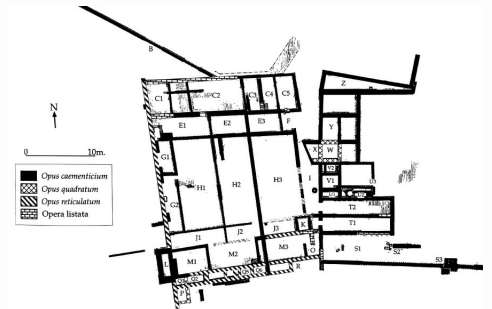 B
Z
C1
C2
C3
C4
C5
N
E1
E2
E3
F
Y
X
W
G1
I
V2
V1
U3
0 10m.
H1
H2
H3
G2
T2
T1
Opus caementicium
Opus quadratum
Opus reticulatum
Opera listata
J1
J2
J3
K
L
M1
M2
M3
O
S1
S2
S3
R
P